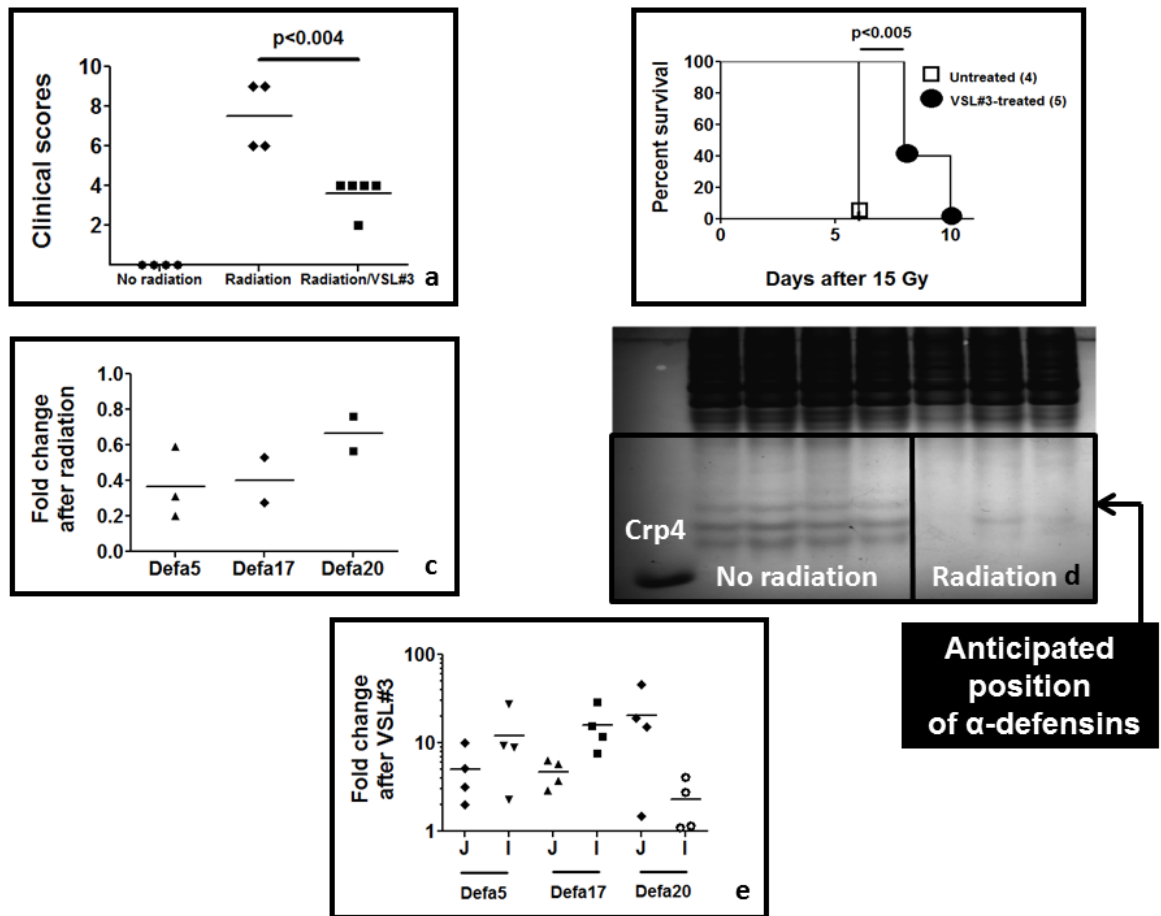 p<0.004
10
8
6
4
2
Clinical scores
No radiation Radiation Radiation/VSL#3
a
p<0.005
100
80
60
40
20
0
Percent survival
Untreated (4)
VSL#3-treated (5)
0 5 10
Days after 15 Gy
1.0
0.8
0.6
0.4
0.2
0.0
Fold change
after radiation
Defa5 Defa17 Defa20
c
Crp4
No radiation Radiation d
Anticipated
position
of α-defensins
100
10
1
Fold change
after VSL#3
J I J I J I
Defa5 Defa17 Defa20
e